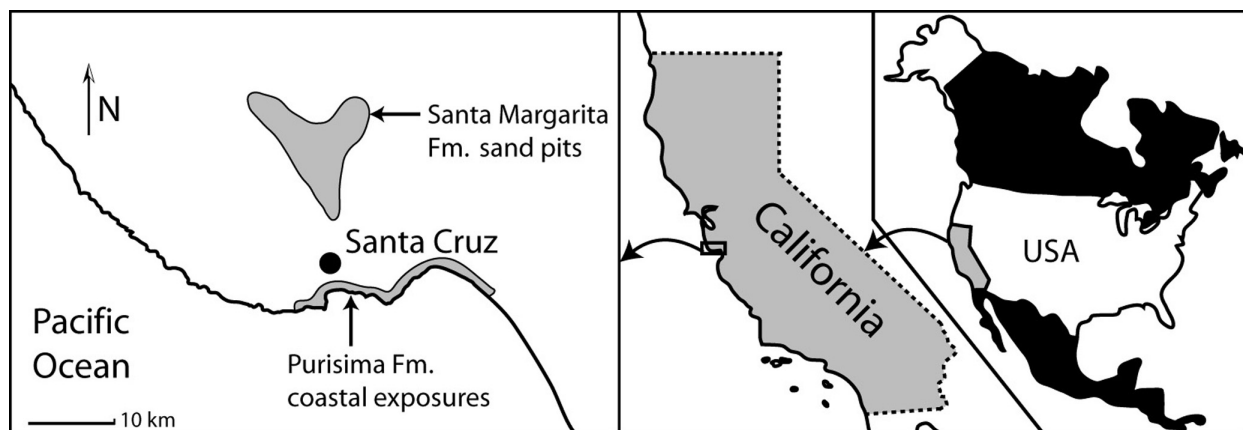 N
Santa Margarita
Fm. sand pits
Santa Cruz
Pacific
Ocean
Purisima Fm.
coastal exposures
10 km
California
USA